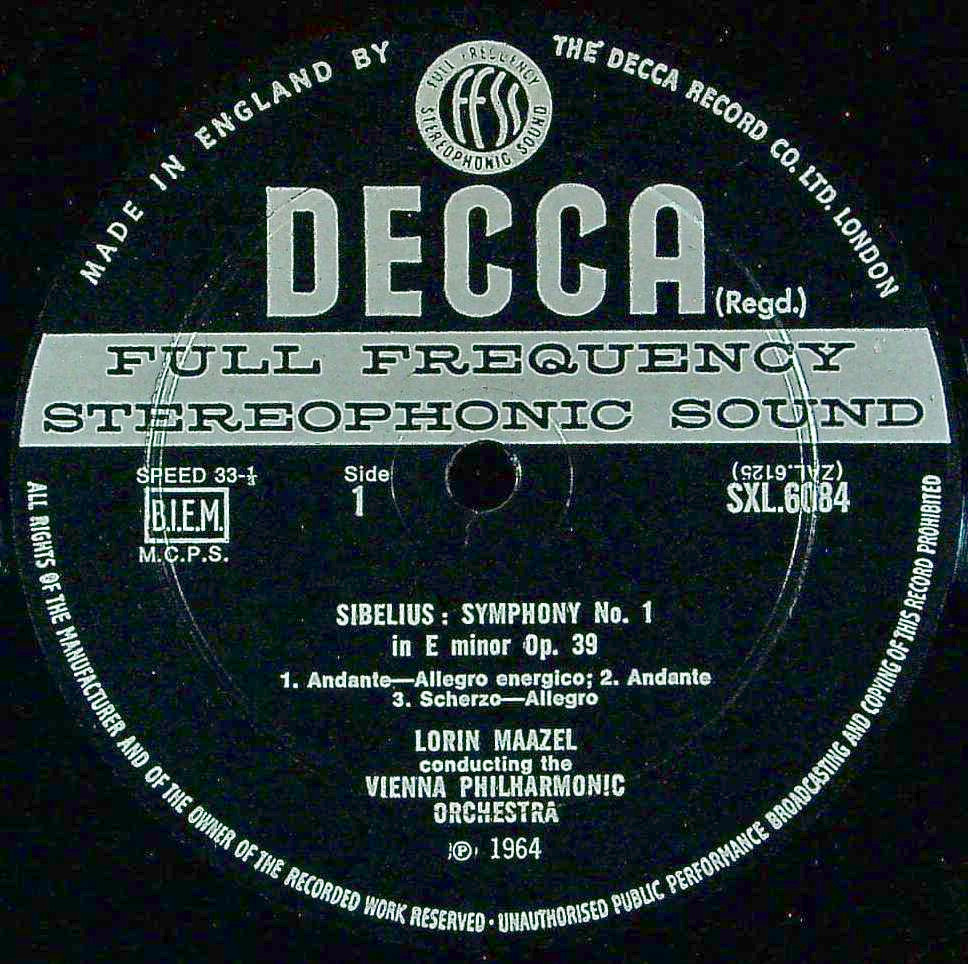 MADE IN ENGLAND BY
THE DECCA RECORD CO. LTD, LONDON
FULL FREQUENCY
FFSS
STEREOPHONIC SOUND
DECCA
(Regd.)
FULL FREQUENCY
STEREOPHONIC SOUND
SPEED 33-⅓
Side
1
(ZAL.6125)
SXL.6084
B.I.E.M.
M.C.P.S.
SIBELIUS : SYMPHONY No. 1
in E minor Op. 39
1. Andante—Allegro energico; 2. Andante
3. Scherzo—Allegro
LORIN MAAZEL
conducting the
VIENNA PHILHARMONIC
ORCHESTRA
℗ 1964
ALL RIGHTS OF THE MANUFACTURER AND OF THE OWNER OF THE RECORDED WORK RESERVED · UNAUTHORISED PUBLIC PERFORMANCE BROADCASTING AND COPYING OF THIS RECORD PROHIBITED